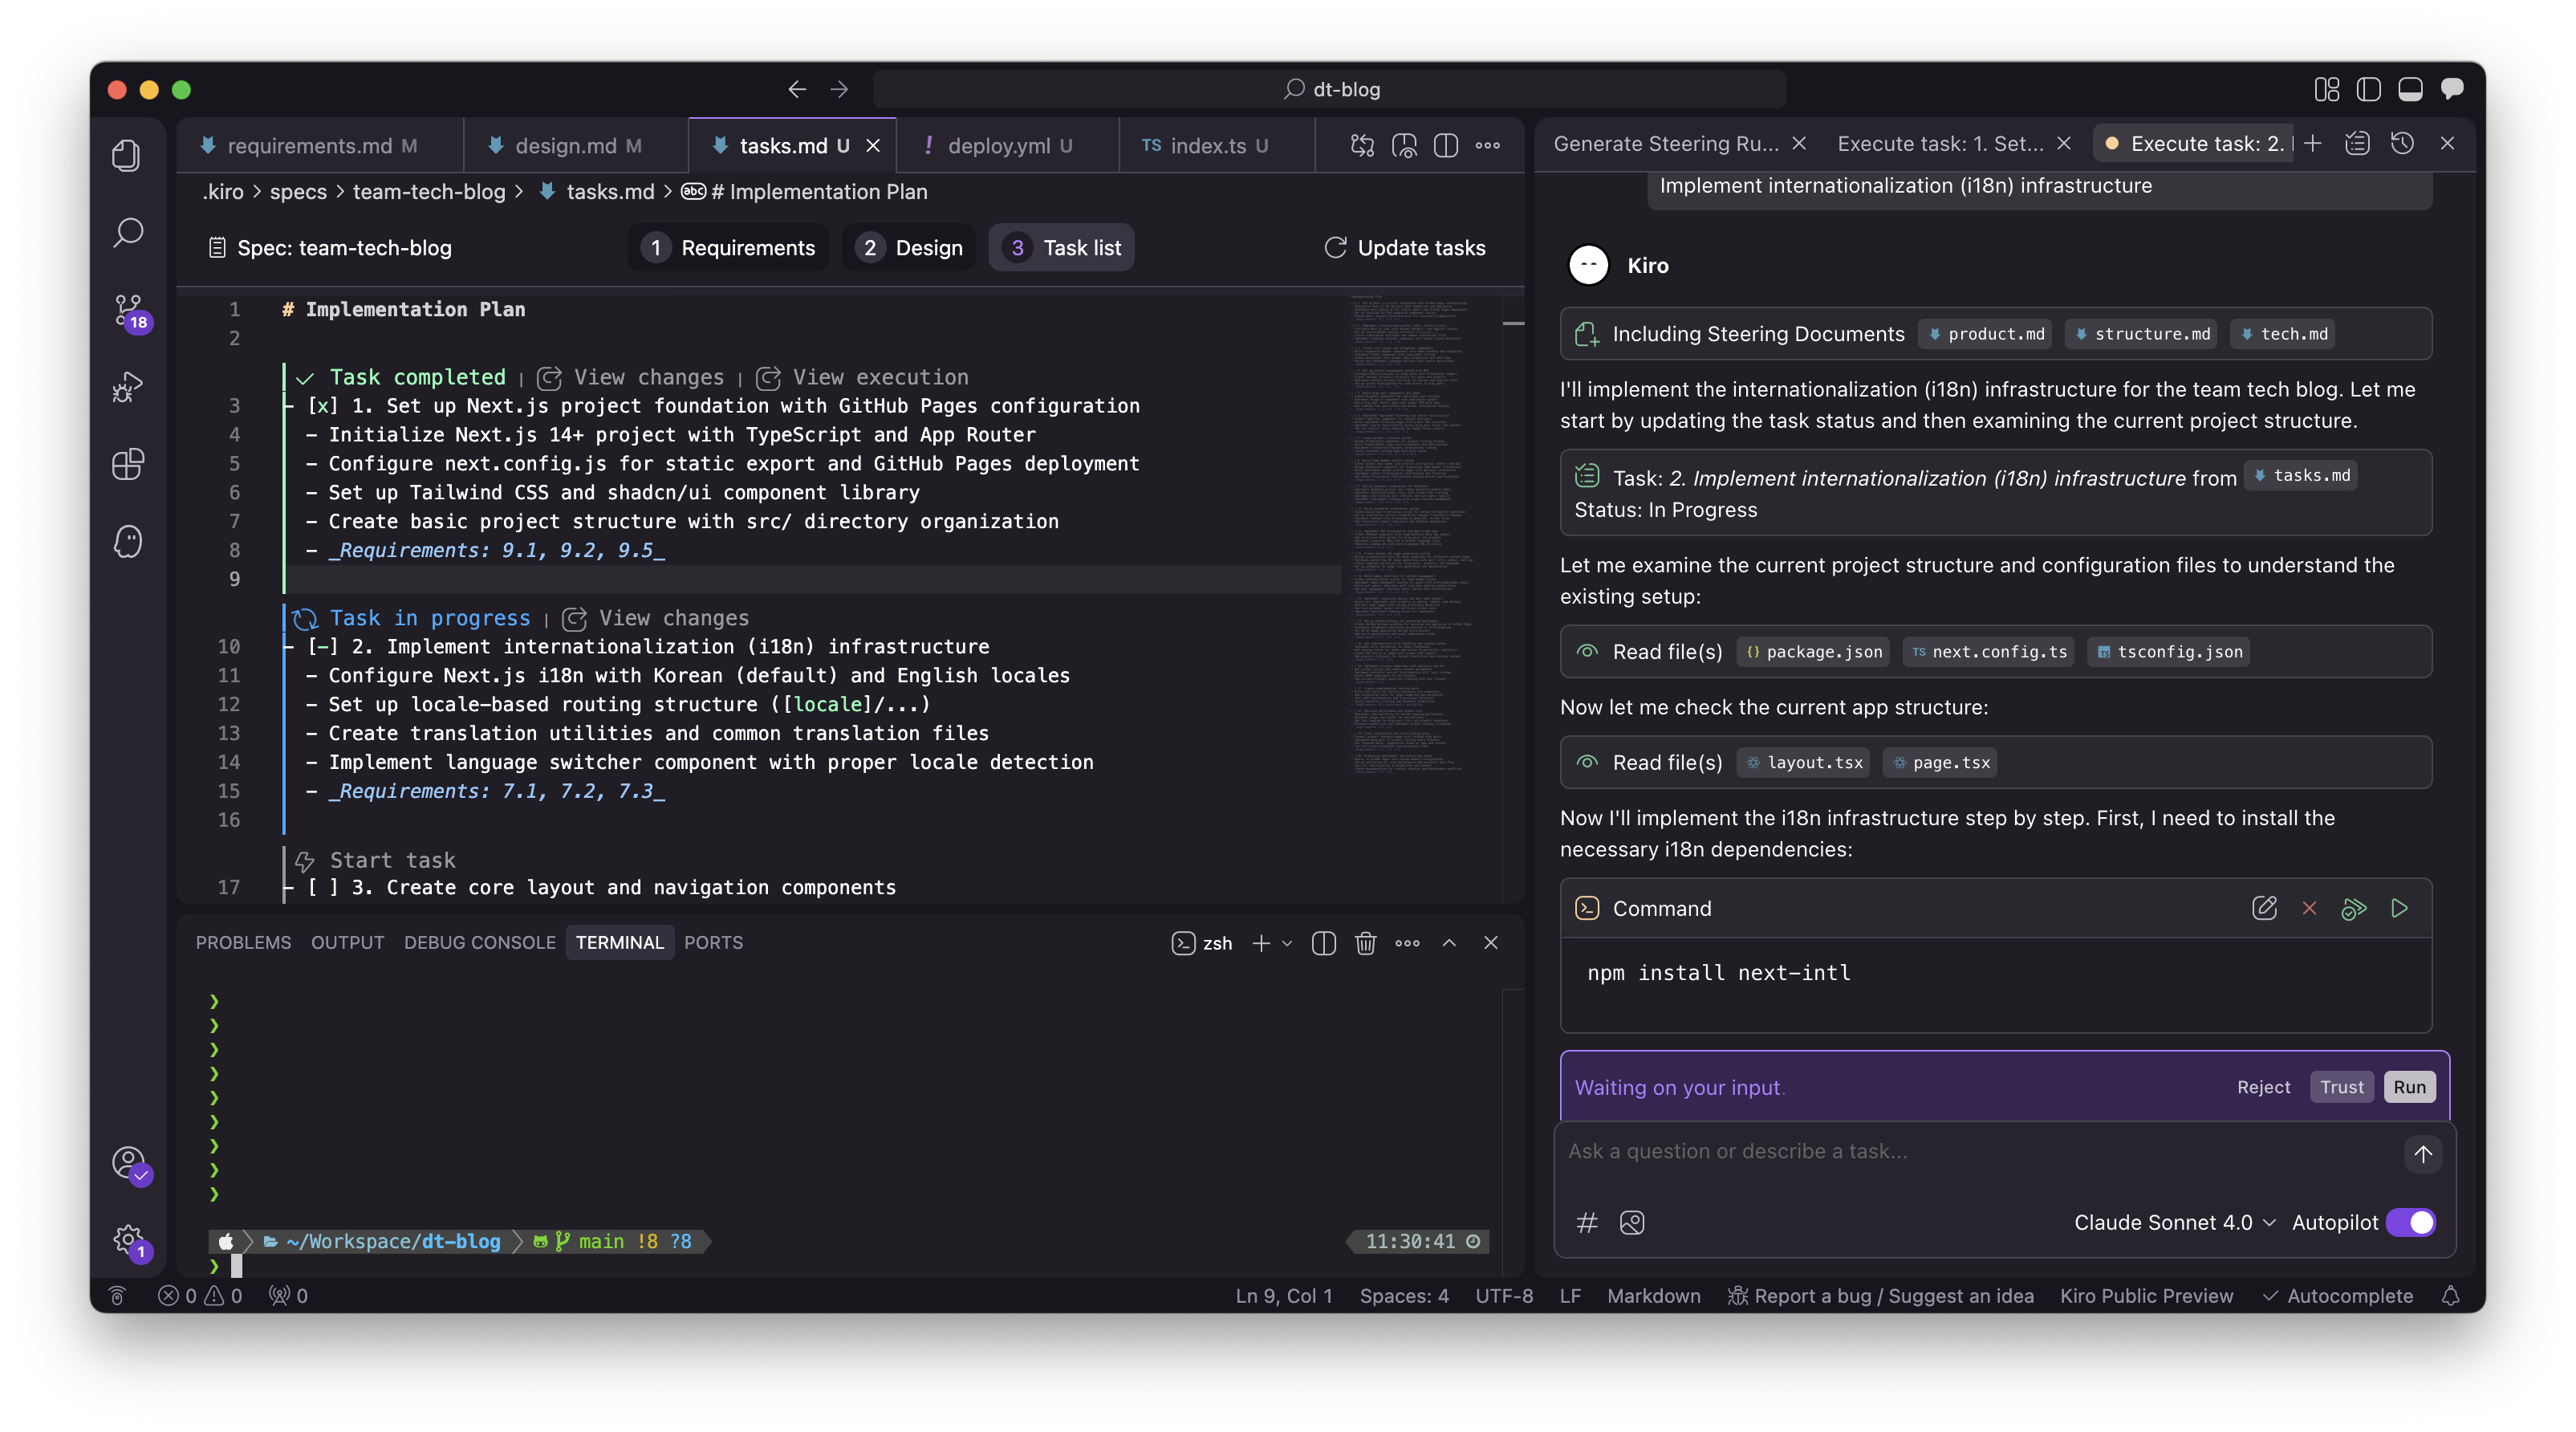 dt-blog
requirements.md M
design.md M
tasks.md U
! deploy.yml U
TS index.ts U
.kiro > specs > team-tech-blog > tasks.md > abc # Implementation Plan
Spec: team-tech-blog
1 Requirements
2 Design
3 Task list
Update tasks
1 # Implementation Plan
2
Task completed | View changes | View execution
3 - [x] 1. Set up Next.js project foundation with GitHub Pages configuration
4 - Initialize Next.js 14+ project with TypeScript and App Router
5 - Configure next.config.js for static export and GitHub Pages deployment
6 - Set up Tailwind CSS and shadcn/ui component library
7 - Create basic project structure with src/ directory organization
8 - _Requirements: 9.1, 9.2, 9.5_
9
Task in progress | View changes
10 - [-] 2. Implement internationalization (i18n) infrastructure
11 - Configure Next.js i18n with Korean (default) and English locales
12 - Set up locale-based routing structure ([locale]/...)
13 - Create translation utilities and common translation files
14 - Implement language switcher component with proper locale detection
15 - _Requirements: 7.1, 7.2, 7.3_
16
Start task
17 - [ ] 3. Create core layout and navigation components
PROBLEMS OUTPUT DEBUG CONSOLE TERMINAL PORTS
zsh
~/Workspace/dt-blog main !8 ?8
11:30:41
18
1
Generate Steering Ru...
Execute task: 1. Set...
Execute task: 2.
Implement internationalization (i18n) infrastructure
Kiro
Including Steering Documents product.md structure.md tech.md
I'll implement the internationalization (i18n) infrastructure for the team tech blog. Let me
start by updating the task status and then examining the current project structure.
Task: 2. Implement internationalization (i18n) infrastructure from tasks.md
Status: In Progress
Let me examine the current project structure and configuration files to understand the
existing setup:
Read file(s) {} package.json TS next.config.ts TS tsconfig.json
Now let me check the current app structure:
Read file(s) layout.tsx page.tsx
Now I'll implement the i18n infrastructure step by step. First, I need to install the
necessary i18n dependencies:
Command
npm install next-intl
Waiting on your input.
Reject Trust Run
Ask a question or describe a task...
# Claude Sonnet 4.0 Autopilot
0 0 0
Ln 9, Col 1 Spaces: 4 UTF-8 LF Markdown Report a bug / Suggest an idea Kiro Public Preview Autocomplete